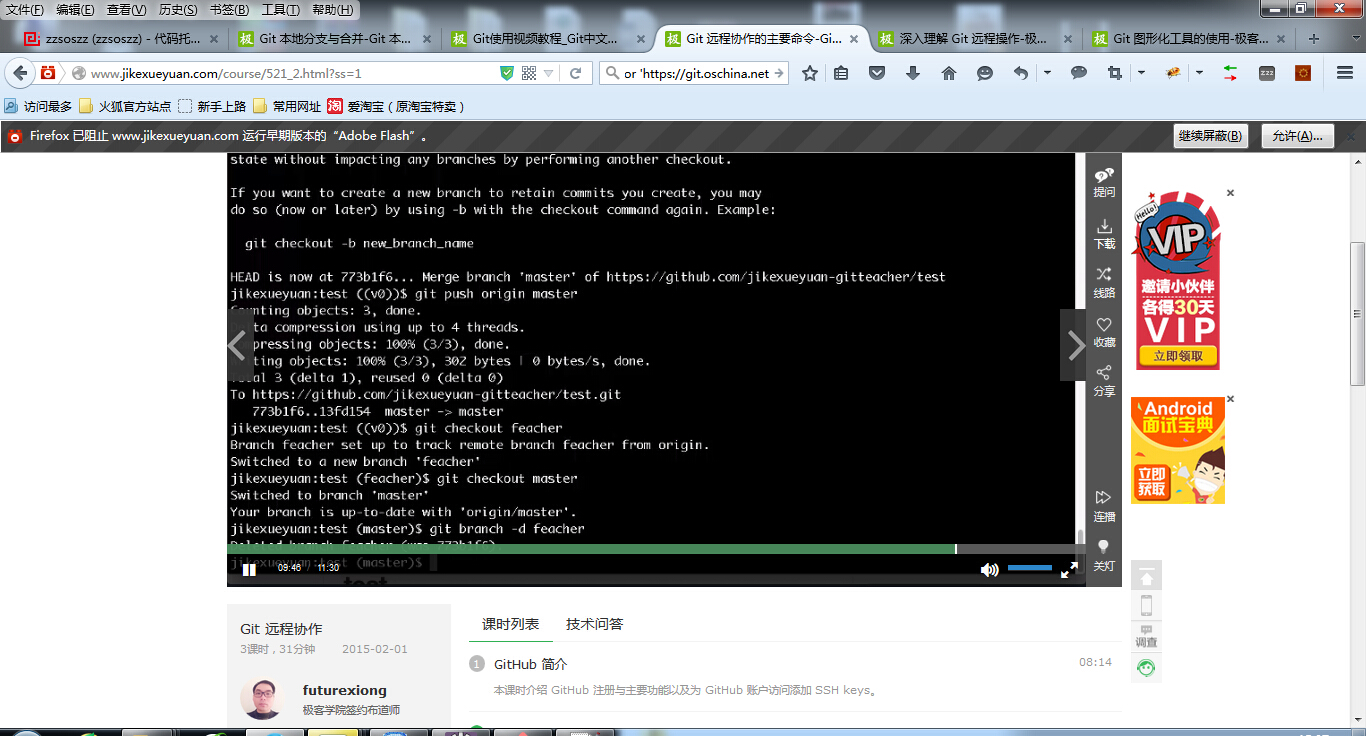 文件(F) 编辑(E) 查看(V) 历史(S) 书签(B) 工具(T) 帮助(H)
zzsoszz (zzsoszz) - 代码托... Git 本地分支与合并-Git 本... Git使用视频教程_Git中文... Git 远程协作的主要命令-Gi... 深入理解 Git 远程操作-极... Git 图形化工具的使用-极客...
www.jikexueyuan.com/course/521_2.html?ss=1 or 'https://git.oschina.net
访问最多 火狐官方站点 新手上路 常用网址 淘 爱淘宝（原淘宝特卖）
Firefox 已阻止 www.jikexueyuan.com 运行早期版本的“Adobe Flash”。 继续屏蔽(B) 允许(A)...
state without impacting any branches by performing another checkout.
If you want to create a new branch to retain commits you create, you may
do so (now or later) by using -b with the checkout command again. Example:
git checkout -b new_branch_name
HEAD is now at 773b1f6... Merge branch 'master' of https://github.com/jikexueyuan-gitteacher/test
jikexueyuan:test ((v0))$ git push origin master
unting objects: 3, done.
lta compression using up to 4 threads.
mpressing objects: 100% (3/3), done.
ting objects: 100% (3/3), 302 bytes | 0 bytes/s, done.
tal 3 (delta 1), reused 0 (delta 0)
To https://github.com/jikexueyuan-gitteacher/test.git
773b1f6..13fd154 master -> master
jikexueyuan:test ((v0))$ git checkout feacher
Branch feacher set up to track remote branch feacher from origin.
Switched to a new branch 'feacher'
jikexueyuan:test (feacher)$ git checkout master
Switched to branch 'master'
Your branch is up-to-date with 'origin/master'.
jikexueyuan:test (master)$ git branch -d feacher
Deleted branch feacher (was 773b1f6).
jikexueyuan:test (master)$
09:46 11:30
提问
下载
线路
收藏
分享
连播
关灯
Hello!
VIP
邀请小伙伴
各得30天
VIP
立即领取
Android
面试宝典
立即
获取
调查
Git 远程协作
3课时，31分钟 2015-02-01
futurexiong
极客学院签约布道师
课时列表 技术问答
1 GitHub 简介 08:14
本课时介绍 GitHub 注册与主要功能以及为 GitHub 账户访问添加 SSH keys。